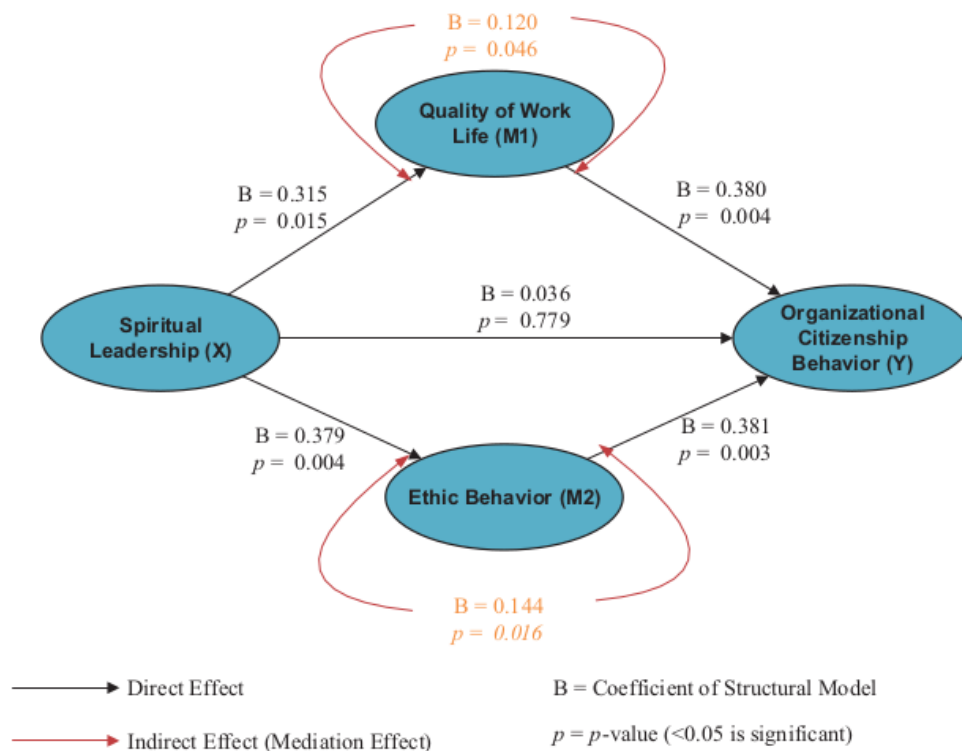 B = 0.120
p = 0.046
Quality of Work
Life (M1)
B = 0.315
p = 0.015
B = 0.380
p = 0.004
B = 0.036
p = 0.779
Spiritual
Leadership (X)
Organizational
Citizenship
Behavior (Y)
B = 0.379
p = 0.004
B = 0.381
p = 0.003
Ethic Behavior (M2)
B = 0.144
p = 0.016
Direct Effect
B = Coefficient of Structural Model
Indirect Effect (Mediation Effect)
p = p-value (<0.05 is significant)